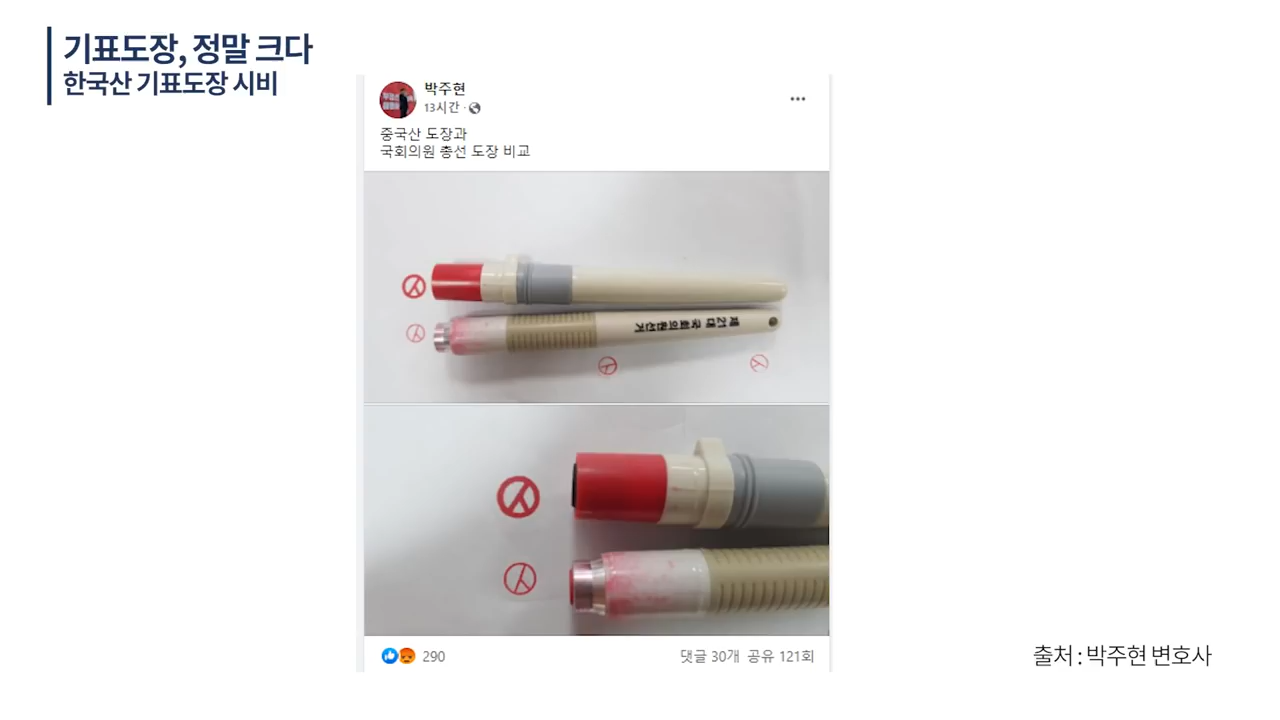 기표도장, 정말 크다
한국산 기표도장 시비
박주현
13시간 ·
중국산 도장과
국회의원 총선 도장 비교
제21대 국회의원선거
290
댓글 30개 공유 121회
출처 : 박주현 변호사